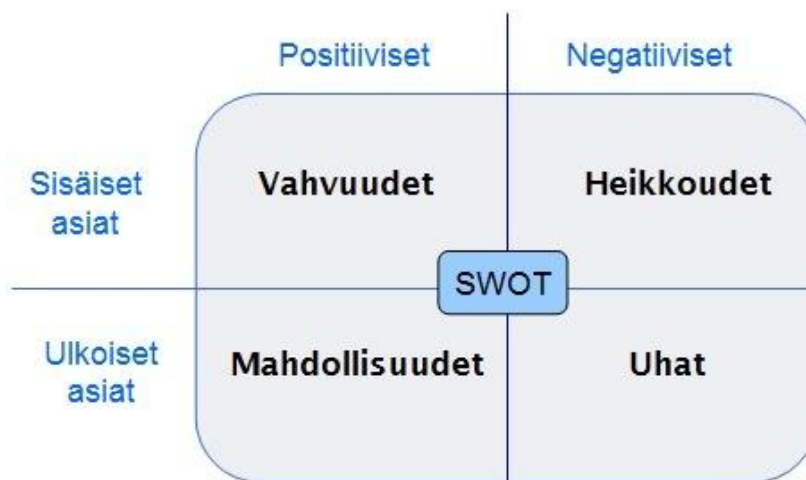 Positiiviset
Negatiiviset
Sisäiset
asiat
Vahvuudet
Heikkoudet
SWOT
Ulkoiset
asiat
Mahdollisuudet
Uhat